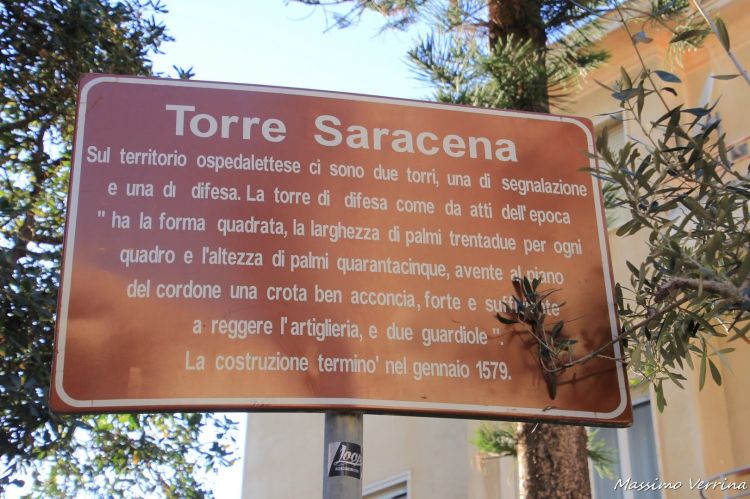 Torre Saracena
Sul territorio ospedalettese ci sono due torri, una di segnalazione
e una di difesa. La torre di difesa come da atti dell'epoca
" ha la forma quadrata, la larghezza di palmi trentadue per ogni
quadro e l'altezza di palmi quarantacinque, avente al piano
del cordone una crota ben acconcia, forte e
a reggere l'artiglieria, e due guardiole ".
La costruzione termino' nel gennaio 1579.
Loop
Massimo Verrina